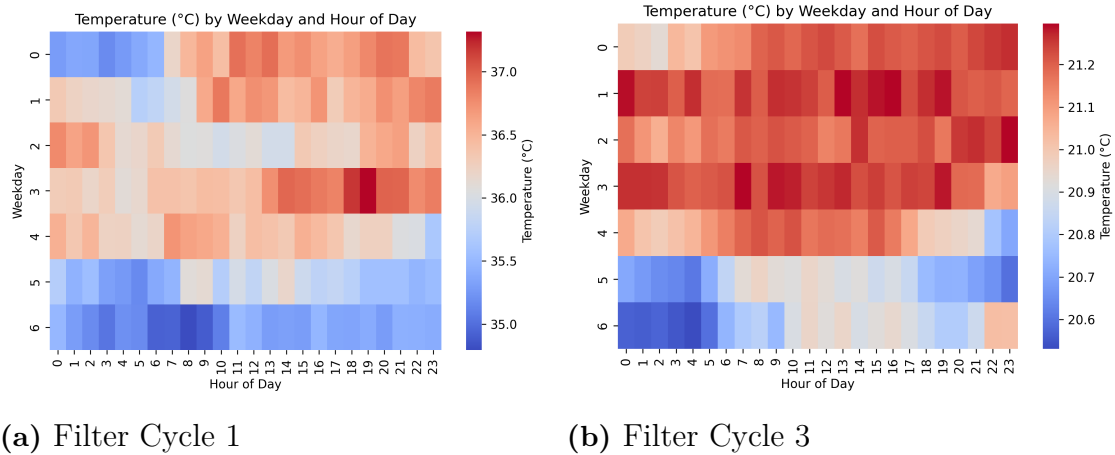 Temperature (°C) by Weekday and Hour of Day
Weekday
0
1
2
3
4
5
6
0 1 2 3 4 5 6 7 8 9 10 11 12 13 14 15 16 17 18 19 20 21 22 23
Hour of Day
37.0
36.5
36.0
35.5
35.0
Temperature (°C)
(a) Filter Cycle 1
Temperature (°C) by Weekday and Hour of Day
Weekday
0
1
2
3
4
5
6
0 1 2 3 4 5 6 7 8 9 10 11 12 13 14 15 16 17 18 19 20 21 22 23
Hour of Day
21.2
21.1
21.0
20.9
20.8
20.7
20.6
Temperature (°C)
(b) Filter Cycle 3